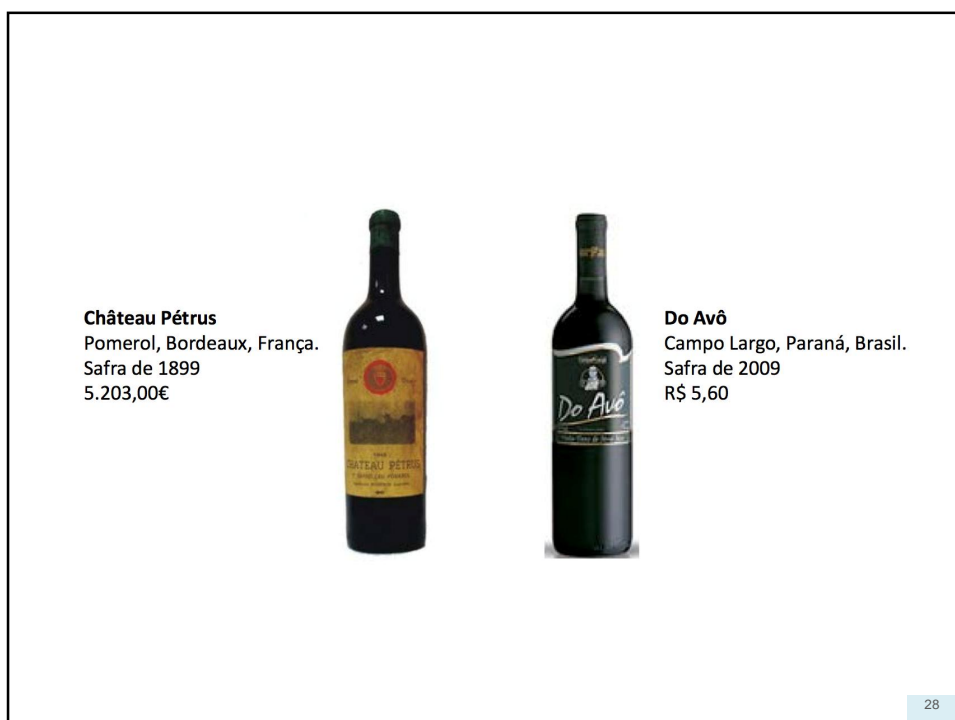 Château Pétrus
Pomerol, Bordeaux, França.
Safra de 1899
5.203,00€
CHATEAU PÉTRUS
Do Avô
Campo Largo, Paraná, Brasil.
Safra de 2009
R$ 5,60
Do Avô
28